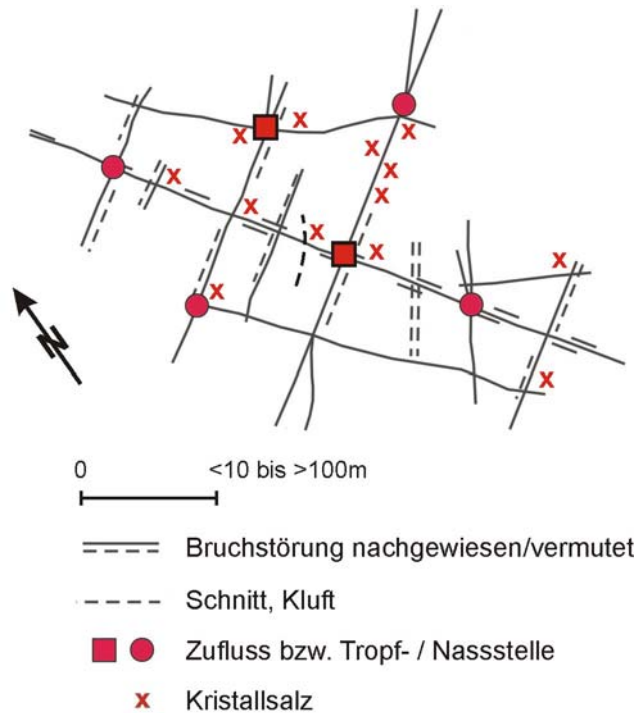 N
0 <10 bis >100m
Bruchstörung nachgewiesen/vermutet
Schnitt, Kluft
Zufluss bzw. Tropf- / Nassstelle
x Kristallsalz